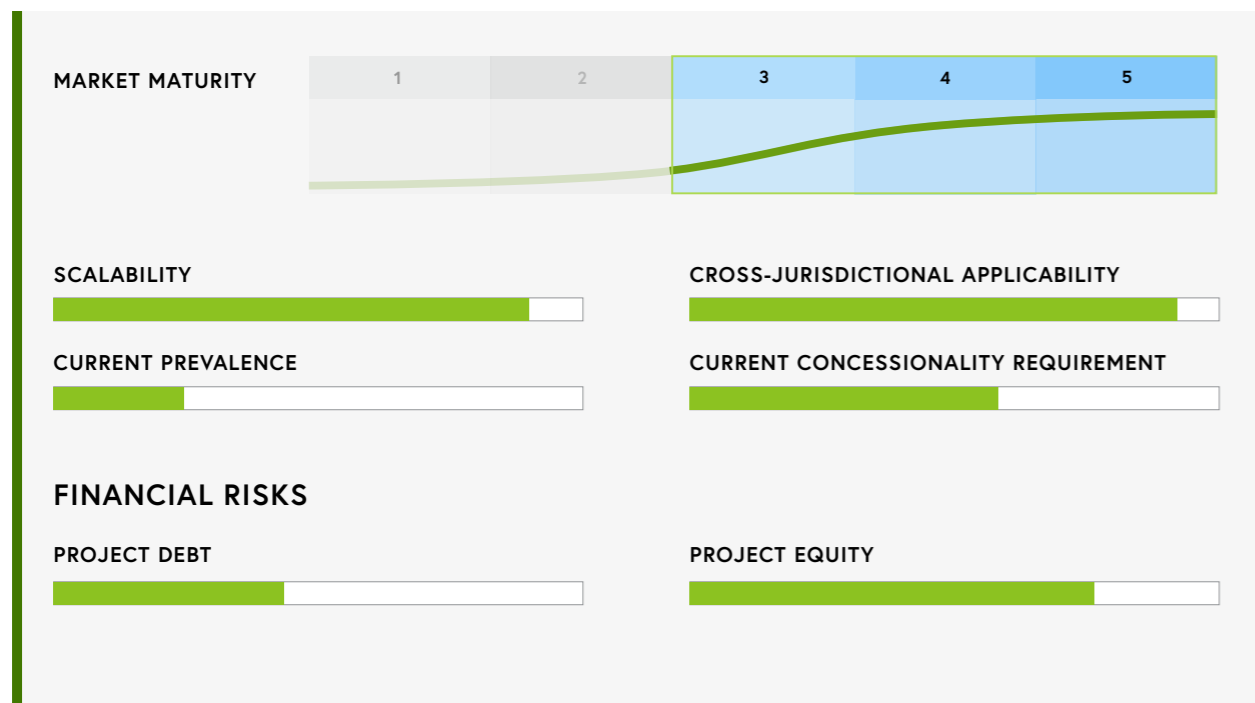 MARKET MATURITY
1
2
3
4
5
SCALABILITY
CROSS-JURISDICTIONAL APPLICABILITY
CURRENT PREVALENCE
CURRENT CONCESSIONALITY REQUIREMENT
FINANCIAL RISKS
PROJECT DEBT
PROJECT EQUITY